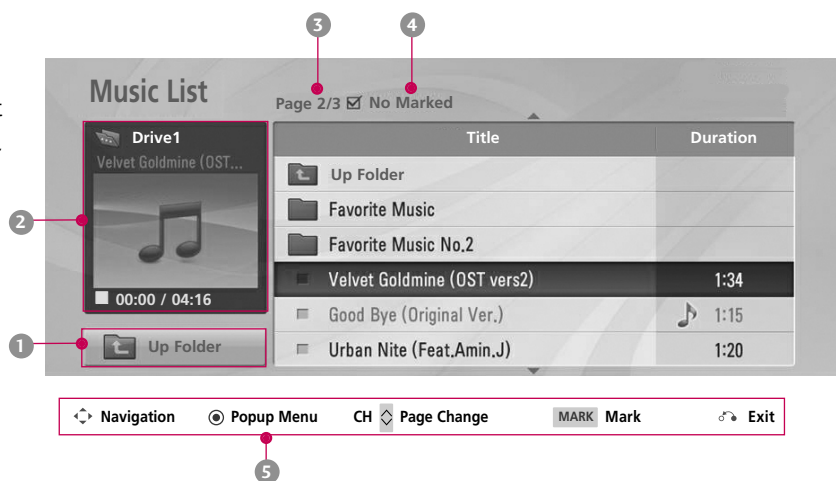 3 4
Music List
Page 2/3 No Marked
Drive1
Velvet Goldmine (OST...
Title Duration
Up Folder
Favorite Music
Favorite Music No.2
2
Velvet Goldmine (OST vers2) 1:34
00:00 / 04:16
Good Bye (Original Ver.) 1:15
1
Up Folder
Urban Nite (Feat.Amin.J) 1:20
Navigation Popup Menu CH Page Change MARK Mark Exit
5